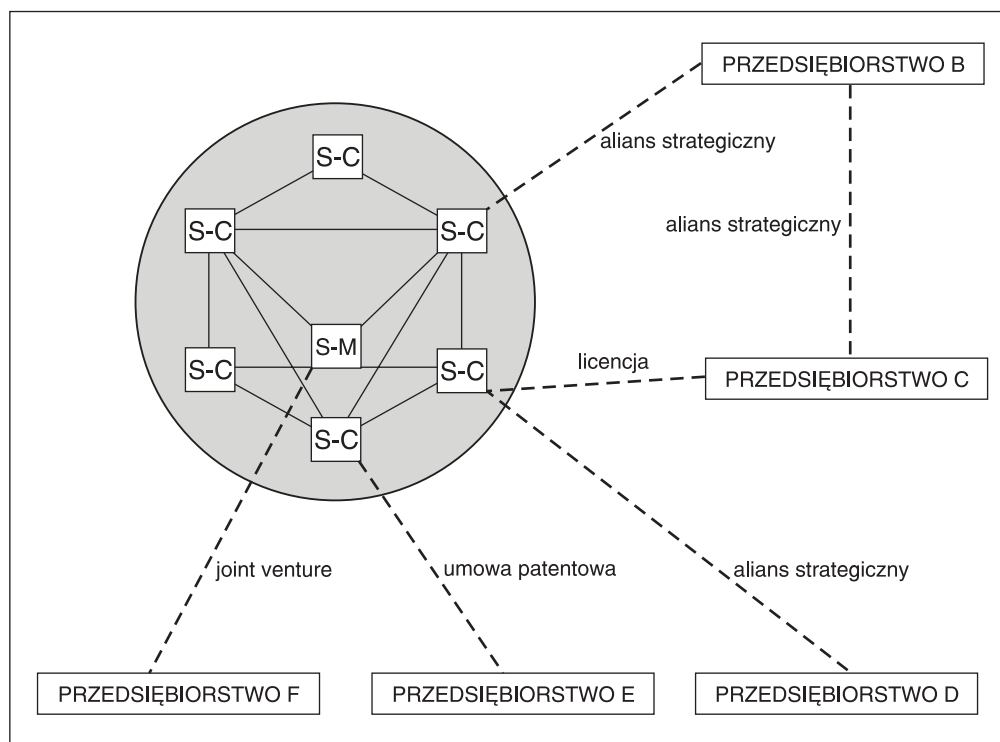 PRZEDSIĘBIORSTWO B
alians strategiczny
S-C
S-C
S-C
alians strategiczny
S-M
S-C
S-C
licencja
PRZEDSIĘBIORSTWO C
S-C
joint venture
umowa patentowa
alians strategiczny
PRZEDSIĘBIORSTWO F
PRZEDSIĘBIORSTWO E
PRZEDSIĘBIORSTWO D